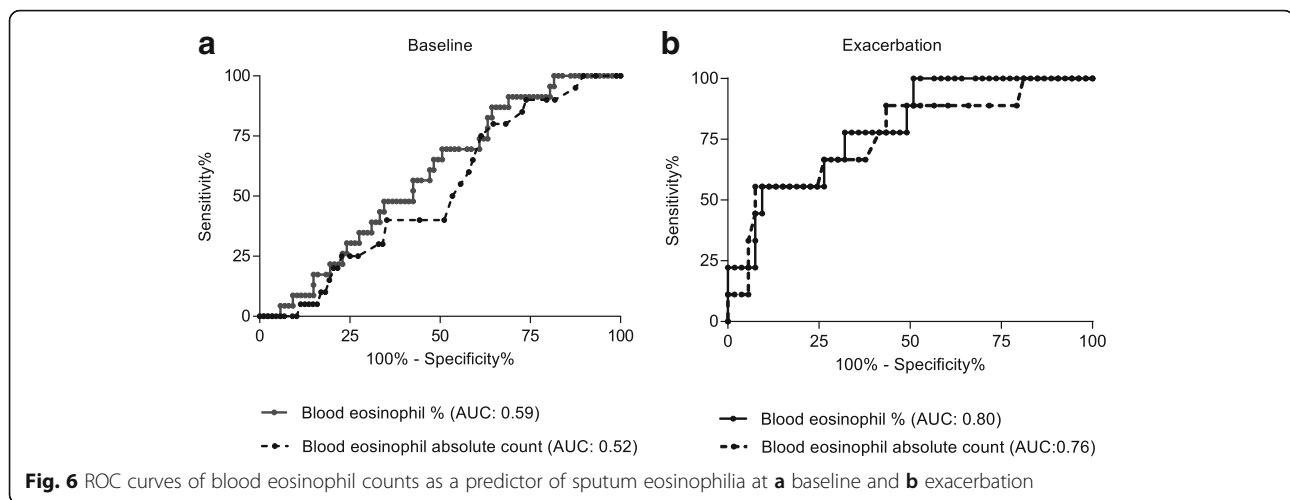 a
Baseline
100
75
50
25
0
Sensitivity%
0 25 50 75 100
100% - Specificity%
Blood eosinophil % (AUC: 0.59)
Blood eosinophil absolute count (AUC: 0.52)
b
Exacerbation
100
75
50
25
0
Sensitivity%
0 25 50 75 100
100% - Specificity%
Blood eosinophil % (AUC: 0.80)
Blood eosinophil absolute count (AUC:0.76)
Fig. 6 ROC curves of blood eosinophil counts as a predictor of sputum eosinophilia at a baseline and b exacerbation